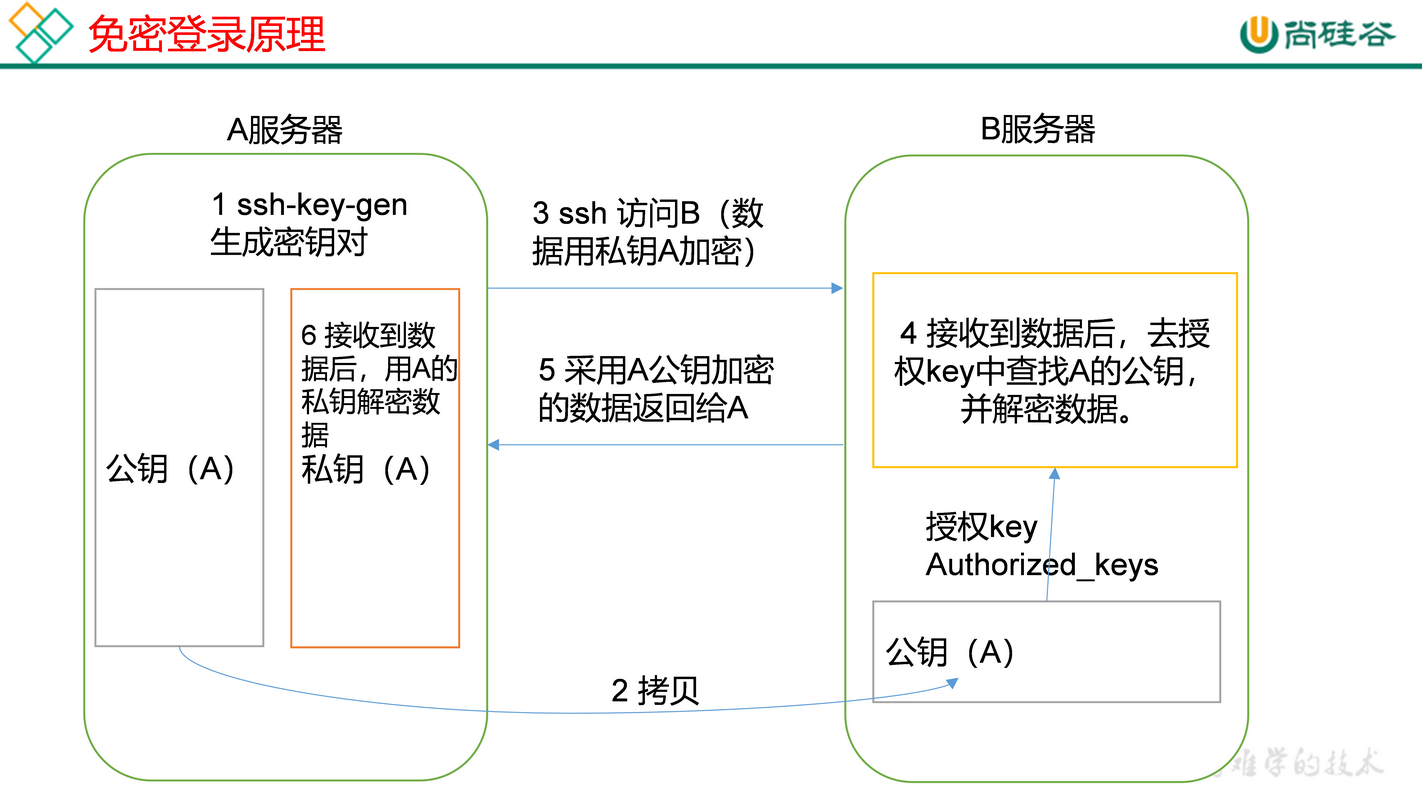 免密登录原理
尚硅谷
A服务器
B服务器
1 ssh-key-gen
生成密钥对
3 ssh 访问B（数
据用私钥A加密）
6 接收到数
据后，用A的
私钥解密数
据
私钥（A）
公钥（A）
5 采用A公钥加密
的数据返回给A
4 接收到数据后，去授
权key中查找A的公钥，
并解密数据。
授权key
Authorized_keys
公钥（A）
2 拷贝
难学的技术